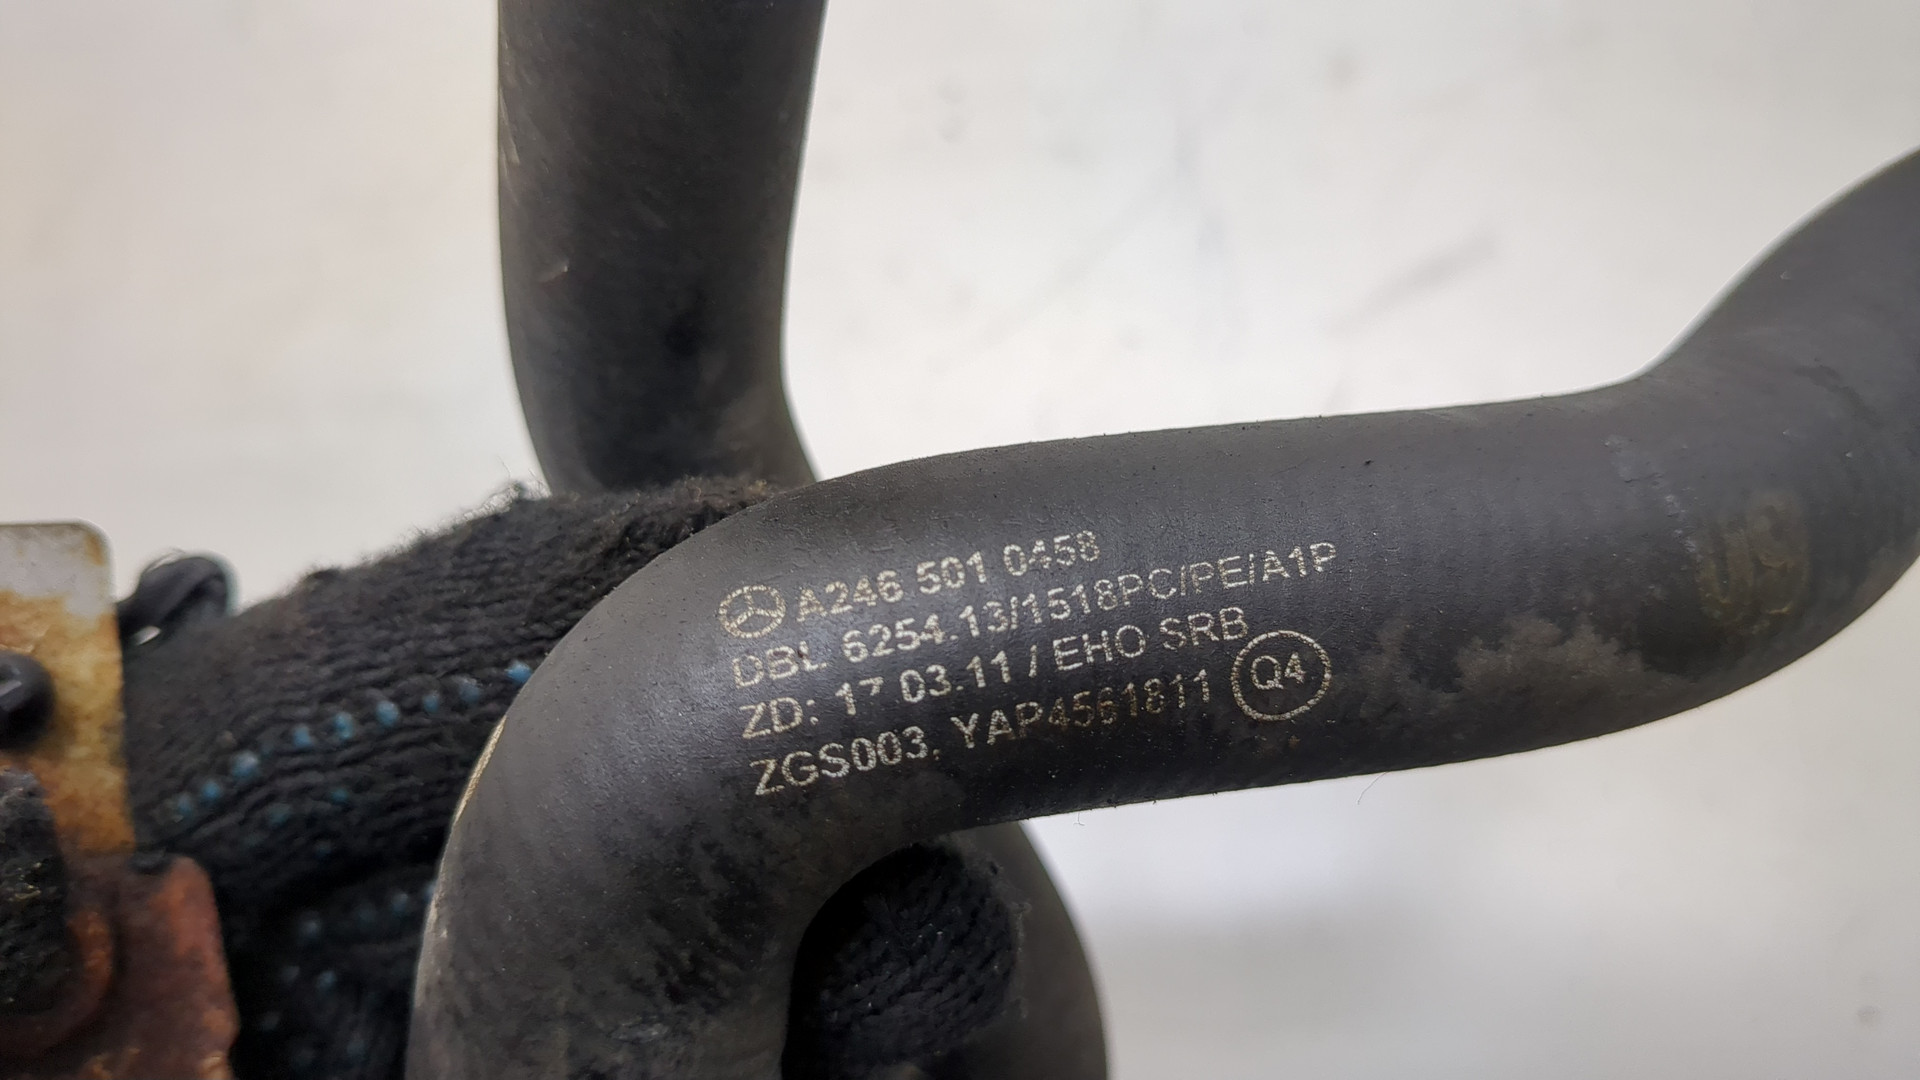 A246 501 0458
DBL 6254.13/1518PC/PE/A1P
ZD: 17 03.11 / EHO SRB
ZGS003, YAP4561811 Q4